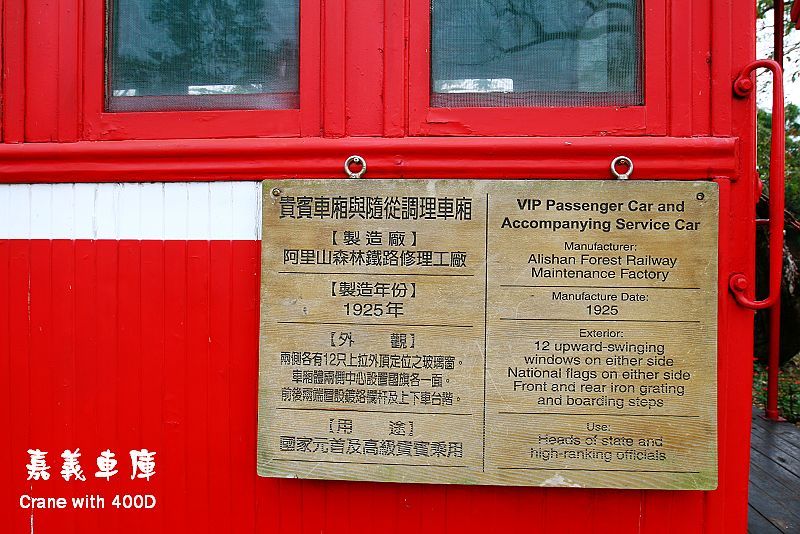 貴賓車廂與隨從調理車廂
【製造廠】
阿里山森林鐵路修理工廠
【製造年份】
1925年
【外觀】
兩側各有12只上拉外頂定位之玻璃窗。
車廂體兩側中心設置國旗各一面。
前後兩端圍設鍍烙欄杆及上下車台階。
【用途】
國家元首及高級貴賓乘用
VIP Passenger Car and
Accompanying Service Car
Manufacturer:
Alishan Forest Railway
Maintenance Factory
Manufacture Date:
1925
Exterior:
12 upward-swinging
windows on either side
National flags on either side
Front and rear iron grating
and boarding steps
Use:
Heads of state and
high-ranking officials
嘉義車庫
Crane with 400D